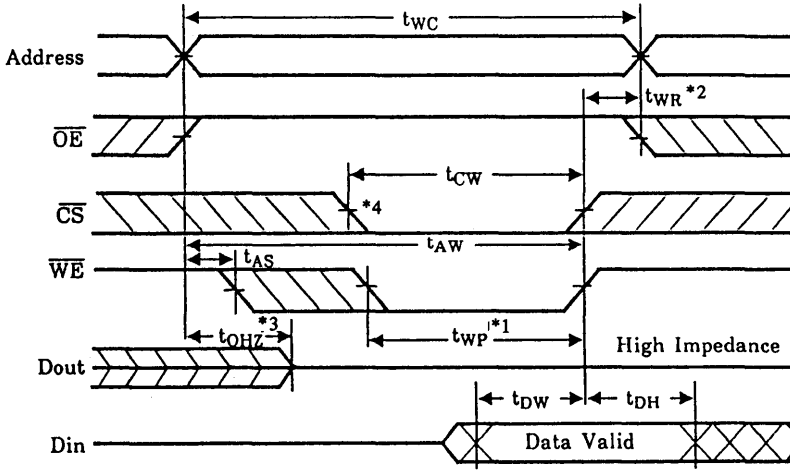 tWC
Address
tWR *2
OE
tCW
CS
*4
tAW
WE
tAS
tOHZ *3
tWP *1
High Impedance
Dout
tDW
tDH
Din
Data Valid